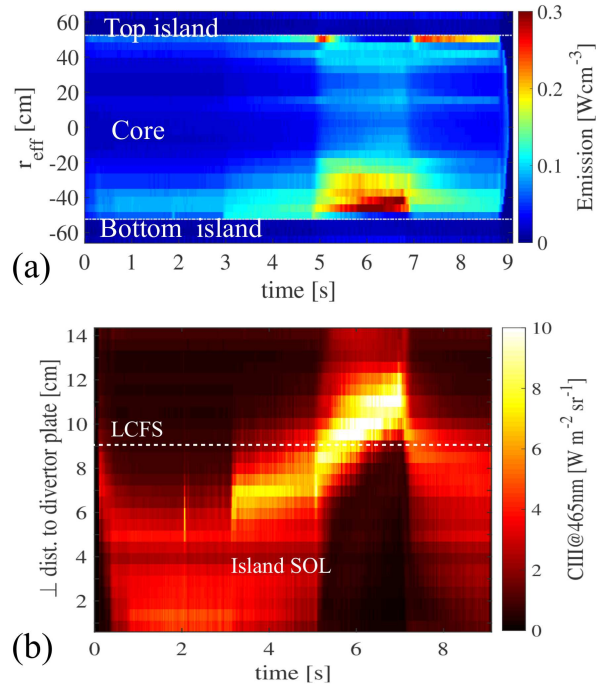 60
40
20
0
-20
-40
-60
r_eff [cm]
Top island
Core
Bottom island
0 1 2 3 4 5 6 7 8 9
time [s]
0.3
0.2
0.1
0
Emission [Wcm⁻³]
(a)
14
12
10
8
6
4
2
⊥ dist. to divertor plate [cm]
LCFS
Island SOL
0 2 4 6 8
time [s]
10
8
6
4
2
0
CIII@465nm [W m⁻² sr⁻¹]
(b)